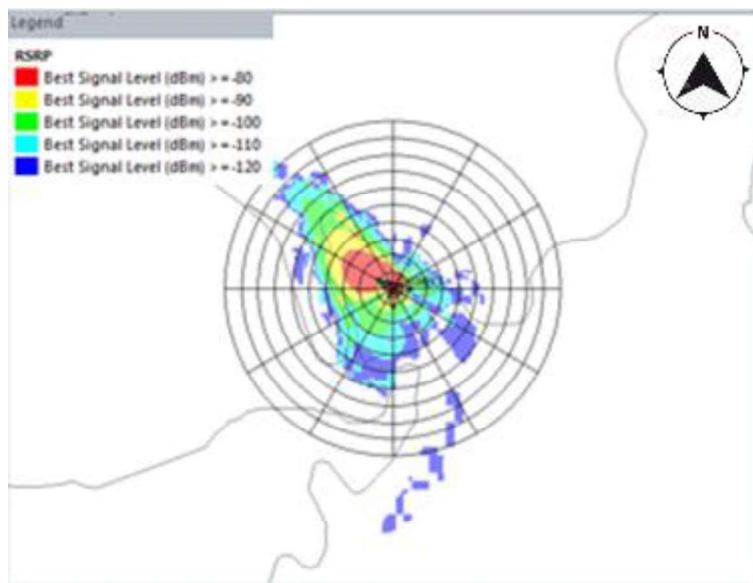 Legend
N
RSRP
Best Signal Level (dBm) >=-80
Best Signal Level (dBm) >=-90
Best Signal Level (dBm) >=-100
Best Signal Level (dBm) >=-110
Best Signal Level (dBm) >=-120